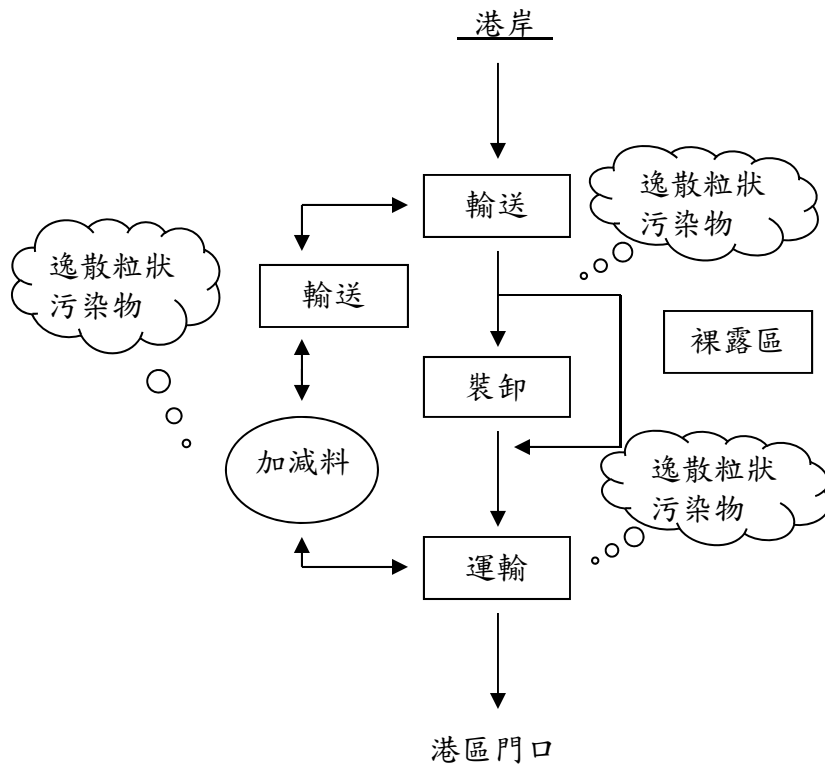 港岸
輸送
逸散粒狀
污染物
逸散粒狀
污染物
輸送
裸露區
裝卸
加減料
逸散粒狀
污染物
運輸
港區門口